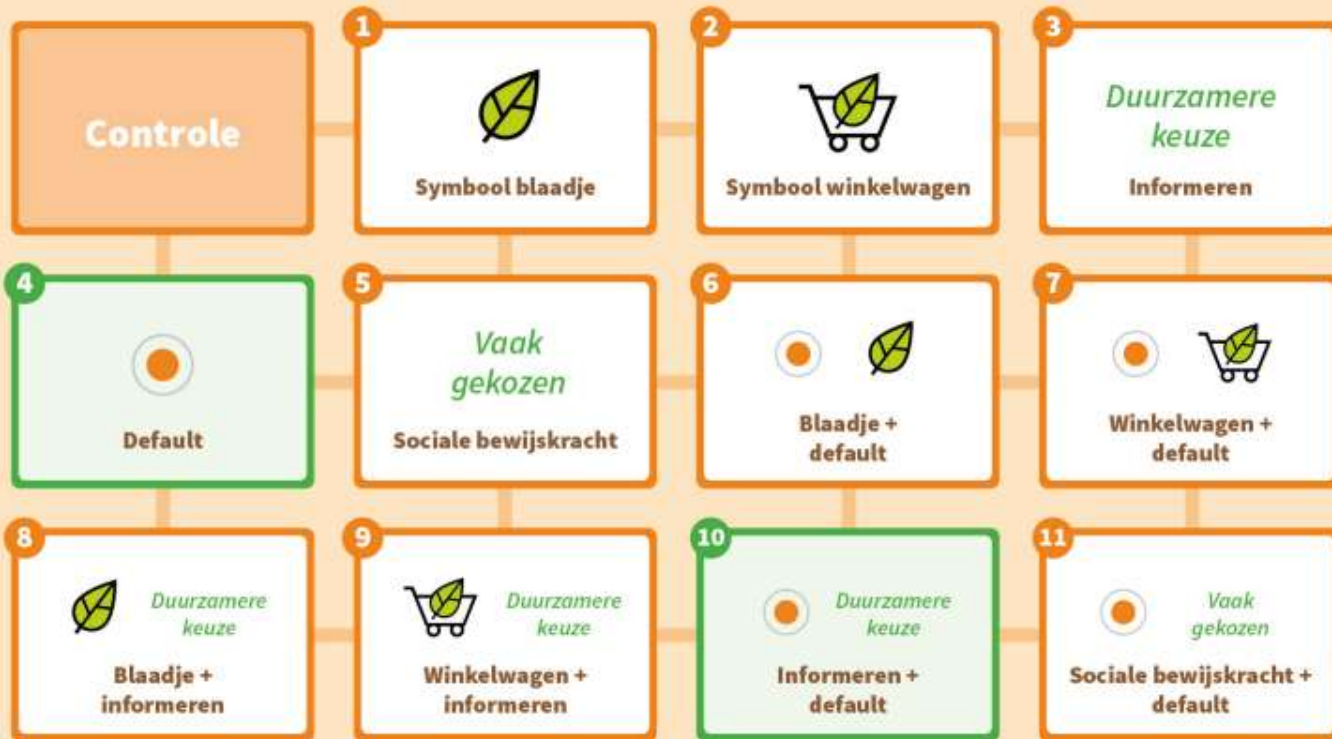 Controle
1
Symbool blaadje
2
Symbool winkelwagen
3
Duurzamere
keuze
Informeren
4
Default
5
Vaak
gekozen
Sociale bewijskracht
6
Blaadje +
default
7
Winkelwagen +
default
8
Duurzamere
keuze
Blaadje +
informeren
9
Duurzamere
keuze
Winkelwagen +
informeren
10
Duurzamere
keuze
Informeren +
default
11
Vaak
gekozen
Sociale bewijskracht +
default